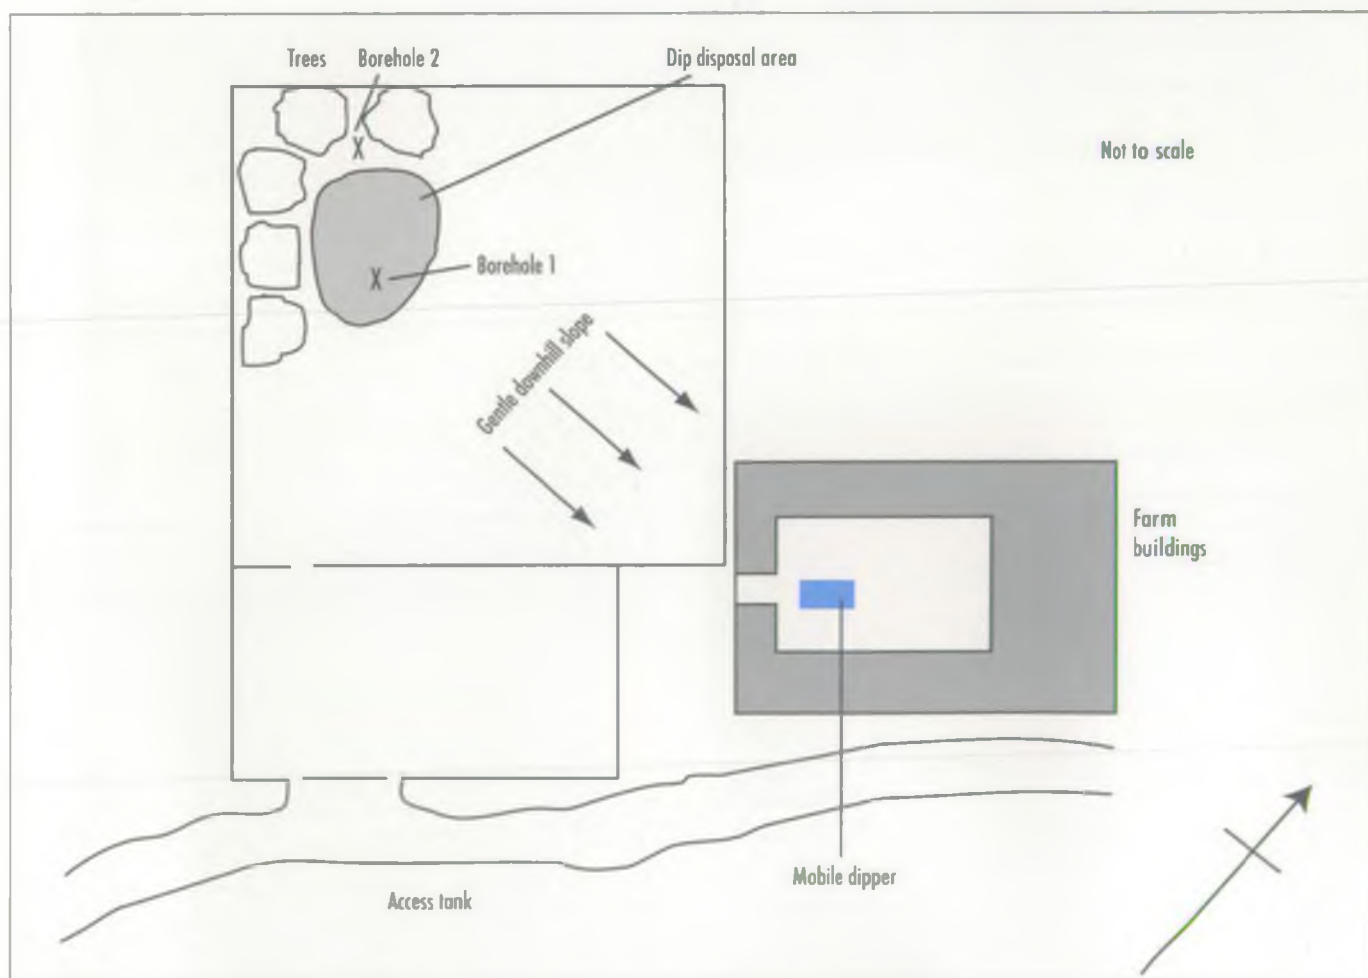 Trees
Borehole 2
Dip disposal area
Not to scale
X
X
Borehole 1
Gentle downhill slope
Farm
buildings
Mobile dipper
Access tank